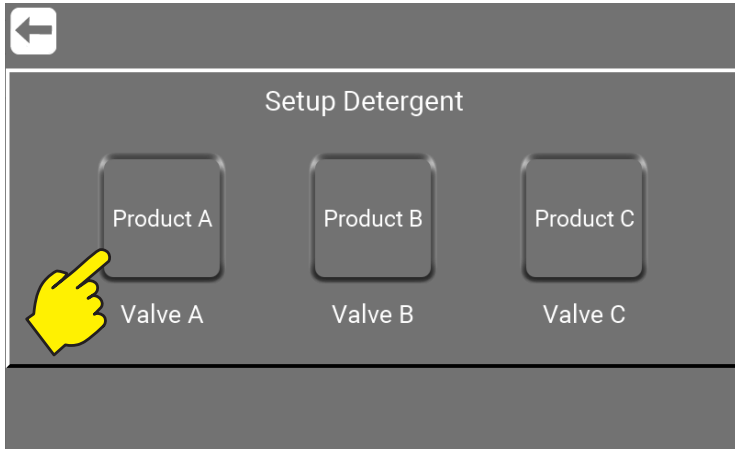 Setup Detergent
Product A
Product B
Product C
Valve A
Valve B
Valve C